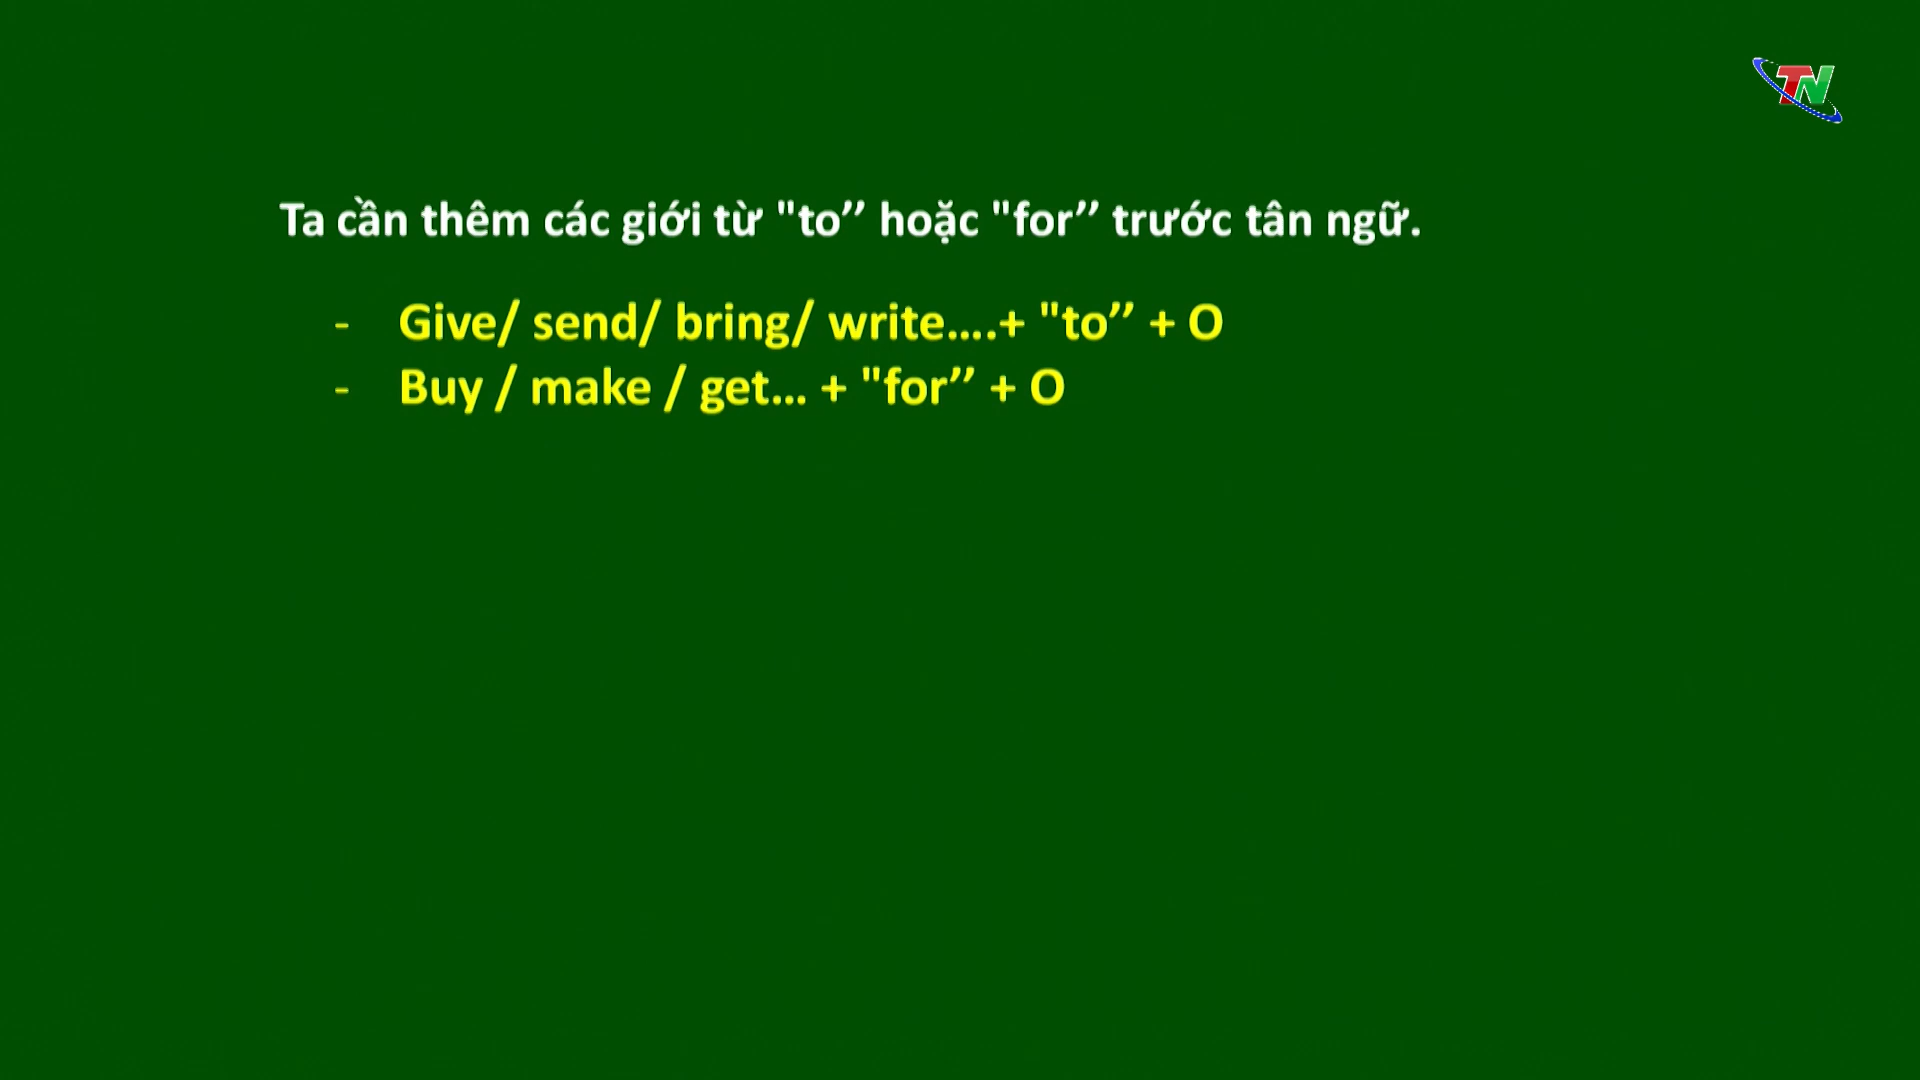 TN
Ta cần thêm các giới từ "to’’ hoặc "for’’ trước tân ngữ.
- Give/ send/ bring/ write....+ "to’’ + O
- Buy / make / get... + "for’’ + O